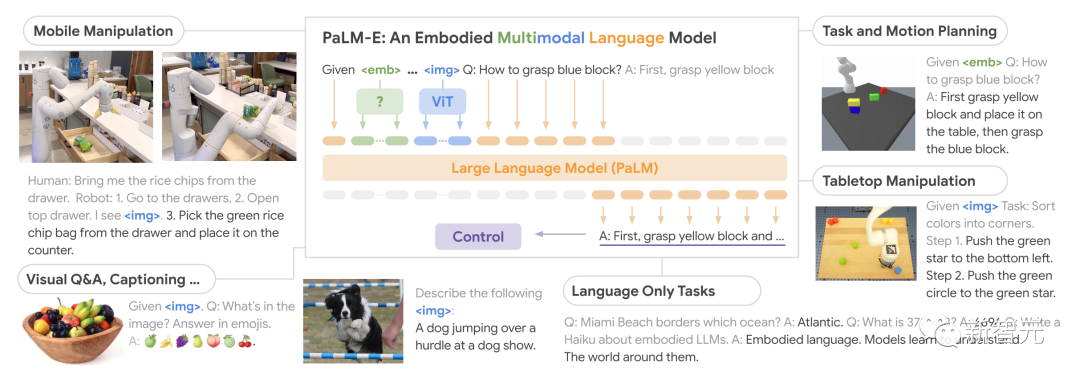 Mobile Manipulation
Human: Bring me the rice chips from the
drawer. Robot: 1. Go to the drawers, 2. Open
top drawer. I see <img>. 3. Pick the green rice
chip bag from the drawer and place it on the
counter.
PaLM-E: An Embodied Multimodal Language Model
Given <emb> ... <img> Q: How to grasp blue block? A: First, grasp yellow block
?
ViT
Large Language Model (PaLM)
Control
A: First, grasp yellow block and ...
Task and Motion Planning
Given <emb> Q: How
to grasp blue block?
A: First grasp yellow
block and place it on
the table, then grasp
the blue block.
Tabletop Manipulation
Given <img> Task: Sort
colors into corners.
Step 1. Push the green
star to the bottom left.
Step 2. Push the green
circle to the green star.
Visual Q&A, Captioning ...
Given <img>. Q: What's in the
image? Answer in emojis.
A: 🍏🍌🍇🍐🍑🍈🍒.
Describe the following
<img>:
A dog jumping over a
hurdle at a dog show.
Language Only Tasks
Q: Miami Beach borders which ocean? A: Atlantic. Q: What is A: Write a
Haiku about embodied LLMs. A: Embodied language. Models learn
The world around them.
新智元